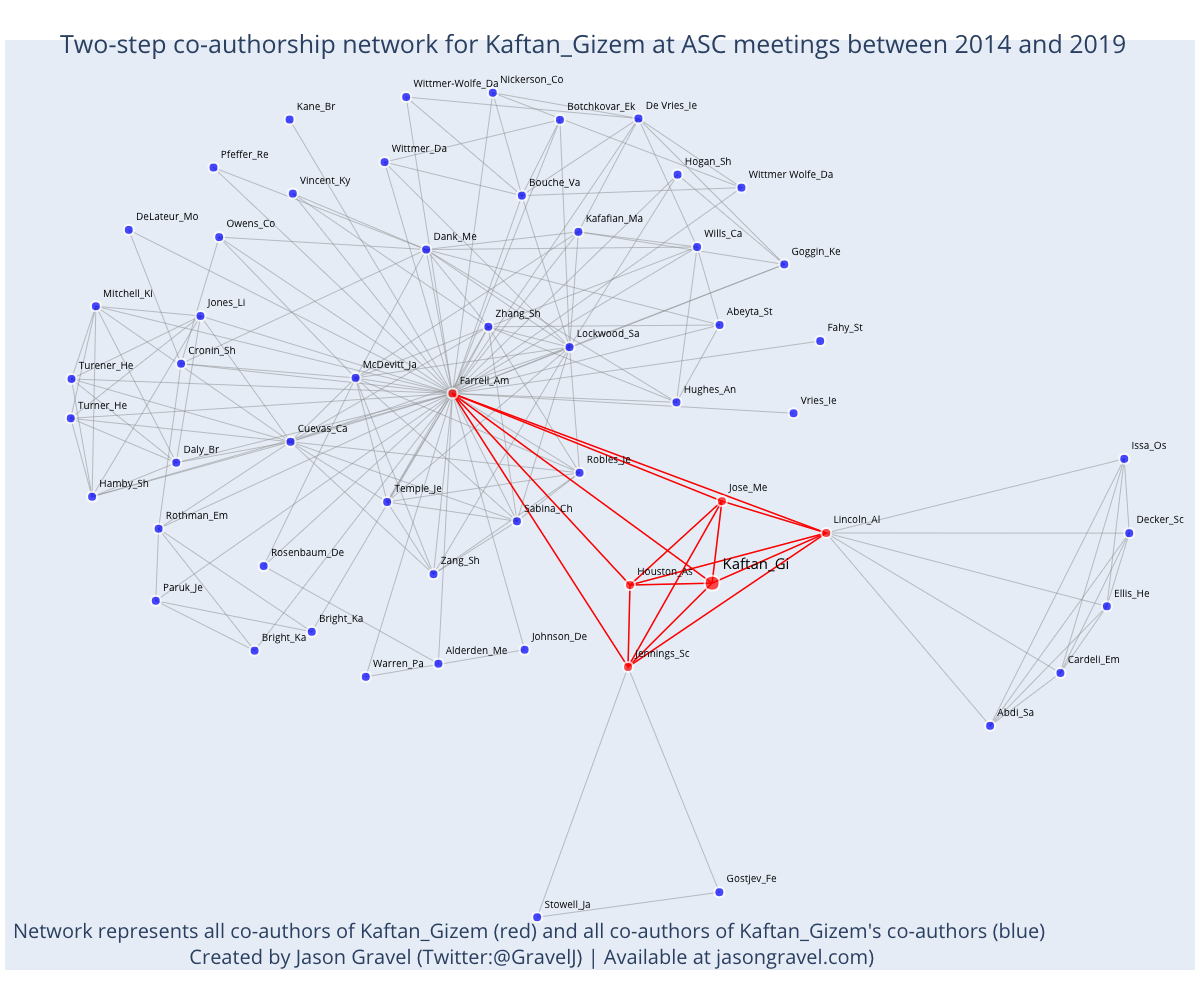 Two-step co-authorship network for Kaftan_Gizem at ASC meetings between 2014 and 2019
Wittmer-Wolfe_Da
Nickerson_Co
Kane_Br
Botchkovar_Ek
De Vries_Ie
Wittmer_Da
Pfeffer_Re
Hogan_Sh
Wittmer Wolfe_Da
Vincent_Ky
Bouche_Va
DeLateur_Mo
Owens_Co
Kafafian_Ma
Dank_Me
Wills_Ca
Goggin_Ke
Mitchell_Ki
Jones_Li
Zhang_Sh
Abeyta_St
Lockwood_Sa
Fahy_St
Cronin_Sh
Turener_He
McDevitt_Ja
Farrell_Am
Hughes_An
Vries_Ie
Turner_He
Cuevas_Ca
Daly_Br
Issa_Os
Robles_Je
Hamby_Sh
Temple_Je
Jose_Me
Sabina_Ch
Rothman_Em
Lincoln_Al
Decker_Sc
Rosenbaum_De
Zang_Sh
Houston_As
Kaftan_Gi
Paruk_Je
Ellis_He
Bright_Ka
Bright_Ka
Johnson_De
Alderden_Me
Jennings_Sc
Warren_Pa
Cardeli_Em
Abdi_Sa
Gostjev_Fe
Stowell_Ja
Network represents all co-authors of Kaftan_Gizem (red) and all co-authors of Kaftan_Gizem's co-authors (blue)
Created by Jason Gravel (Twitter:@GravelJ) | Available at jasongravel.com)